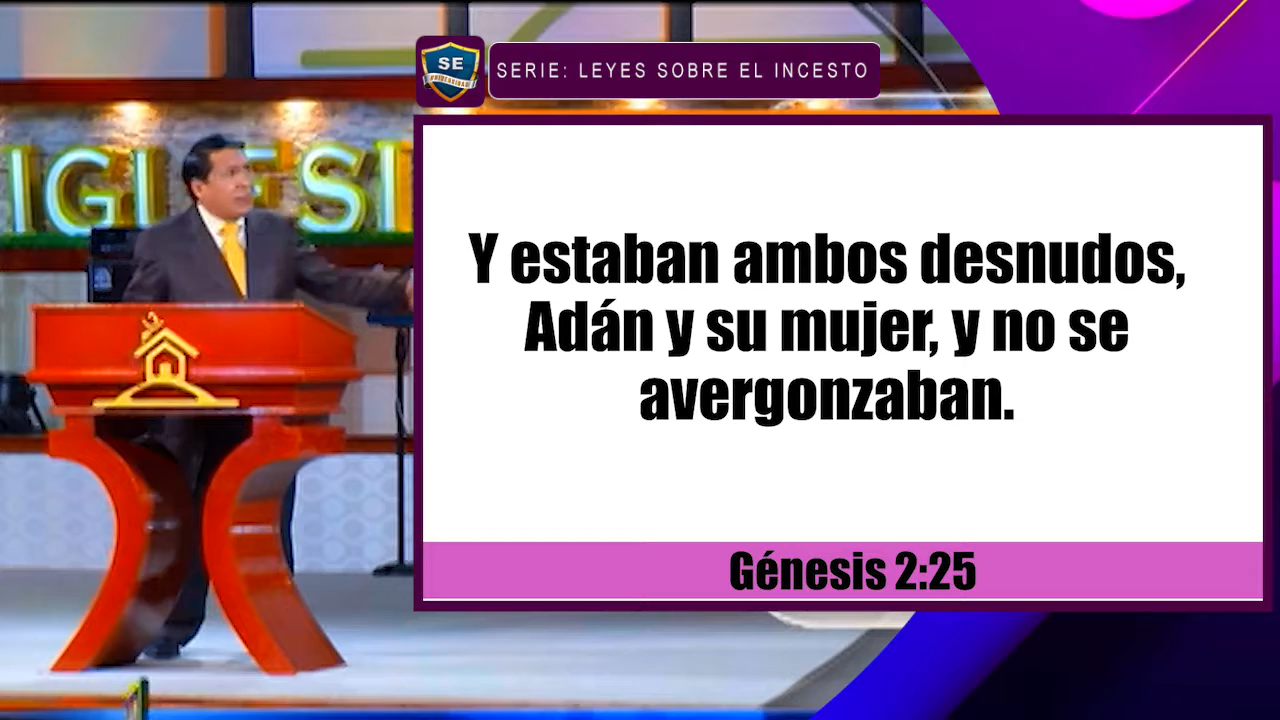 SE
UNIVERSIDAD
SERIE: LEYES SOBRE EL INCESTO
IGLESI
Y estaban ambos desnudos,
Adán y su mujer, y no se
avergonzaban.
Génesis 2:25